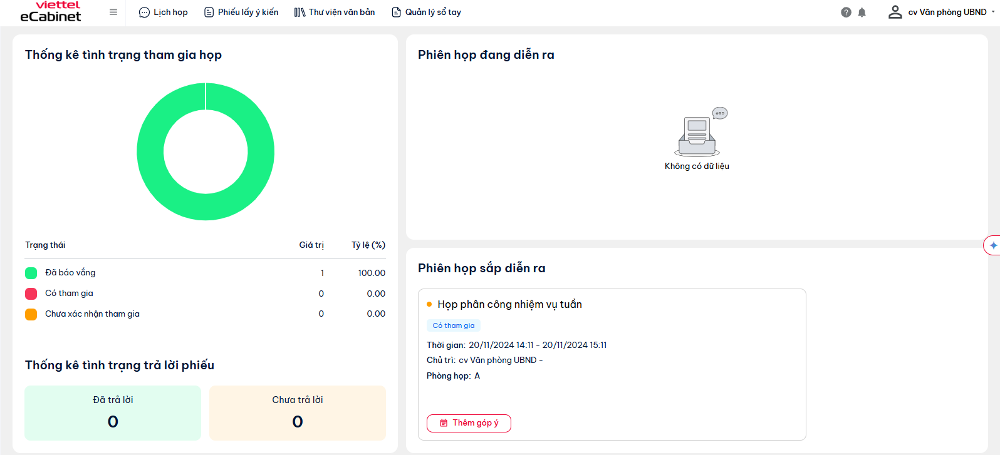 viettel
eCabinet
Lịch họp
Phiếu lấy ý kiến
Thư viện văn bản
Quản lý sổ tay
cv Văn phòng UBND
Thống kê tình trạng tham gia họp
Trạng thái Giá trị Tỷ lệ (%)
Đã báo vắng 1 100.00
Có tham gia 0 0.00
Chưa xác nhận tham gia 0 0.00
Thống kê tình trạng trả lời phiếu
Đã trả lời
0
Chưa trả lời
0
Phiên họp đang diễn ra
Không có dữ liệu
Phiên họp sắp diễn ra
Họp phân công nhiệm vụ tuần
Có tham gia
Thời gian: 20/11/2024 14:11 - 20/11/2024 15:11
Chủ trì: cv Văn phòng UBND -
Phòng họp: A
Thêm góp ý